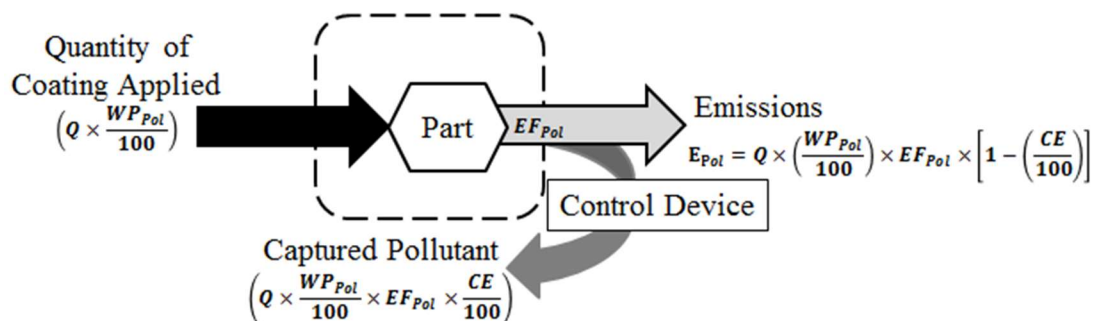 Quantity of
Coating Applied
(Q × WP_Pol/100)
Part
EF_Pol
Emissions
E_Pol = Q × (WP_Pol/100) × EF_Pol × [1 − (CE/100)]
Control Device
Captured Pollutant
(Q × WP_Pol/100 × EF_Pol × CE/100)